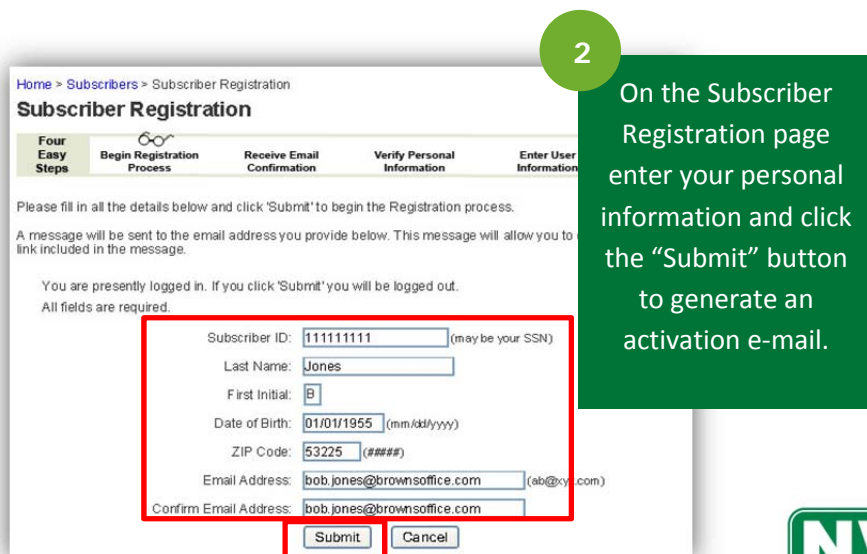 2
On the Subscriber
Registration page
enter your personal
information and click
the “Submit” button
to generate an
activation e-mail.
Home > Subscribers > Subscriber Registration
Subscriber Registration
Four Easy Steps
Begin Registration Process
Receive Email Confirmation
Verify Personal Information
Enter User Information
Please fill in all the details below and click 'Submit' to begin the Registration process.
A message will be sent to the email address you provide below. This message will allow you to
link included in the message.
You are presently logged in. If you click 'Submit' you will be logged out.
All fields are required.
Subscriber ID: 111111111 (may be your SSN)
Last Name: Jones
First Initial: B
Date of Birth: 01/01/1955 (mm/dd/yyyy)
ZIP Code: 53225 (#####)
Email Address: bob.jones@brownsoffice.com (ab@xy.com)
Confirm Email Address: bob.jones@brownsoffice.com
Submit Cancel